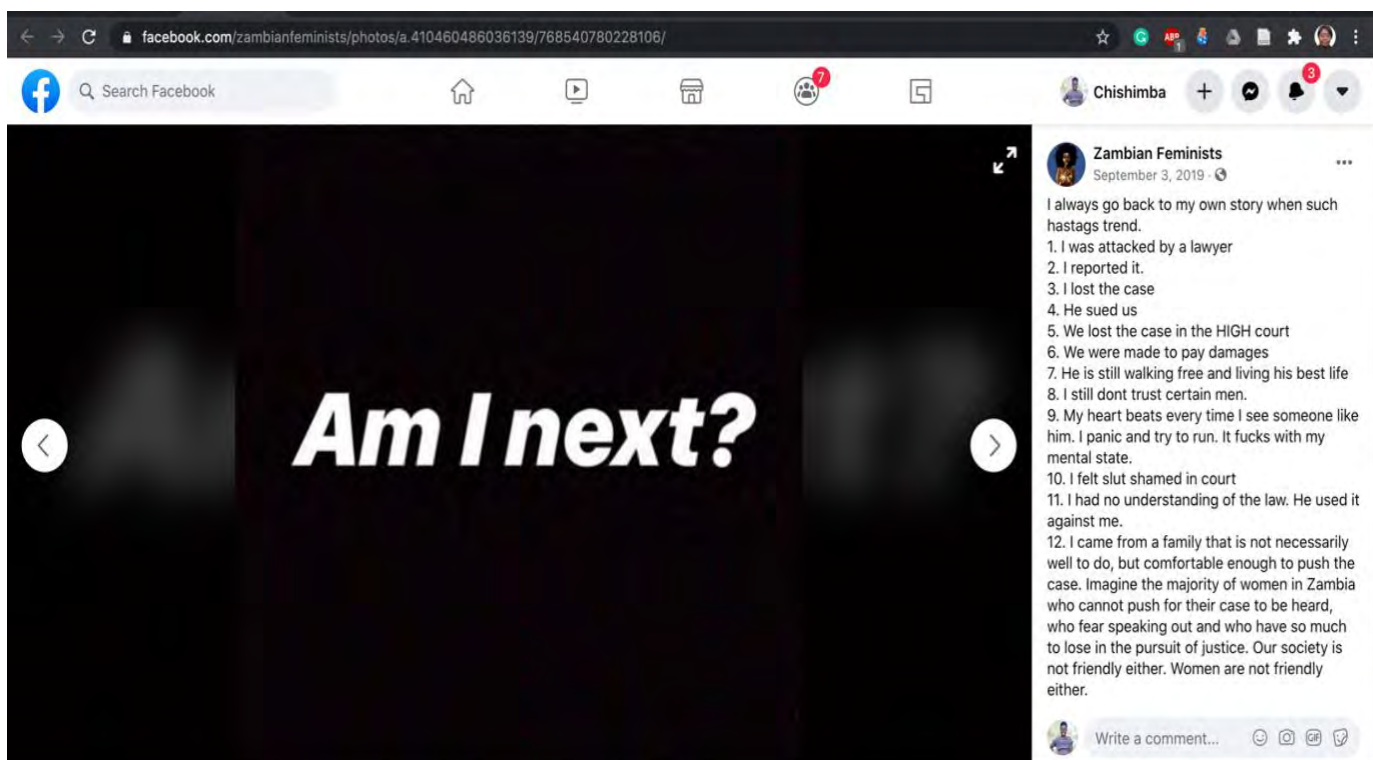 facebook.com/zambianfeminists/photos/a.410460486036139/768540780228106/
ABP
1
Search Facebook
7
Chishimba
3
Zambian Feminists
September 3, 2019
I always go back to my own story when such
hastags trend.
1. I was attacked by a lawyer
2. I reported it.
3. I lost the case
4. He sued us
5. We lost the case in the HIGH court
6. We were made to pay damages
7. He is still walking free and living his best life
8. I still dont trust certain men.
9. My heart beats every time I see someone like
him. I panic and try to run. It fucks with my
mental state.
10. I felt slut shamed in court
11. I had no understanding of the law. He used it
against me.
12. I came from a family that is not necessarily
well to do, but comfortable enough to push the
case. Imagine the majority of women in Zambia
who cannot push for their case to be heard,
who fear speaking out and who have so much
to lose in the pursuit of justice. Our society is
not friendly either. Women are not friendly
either.
Am I next?
Write a comment...
GIF